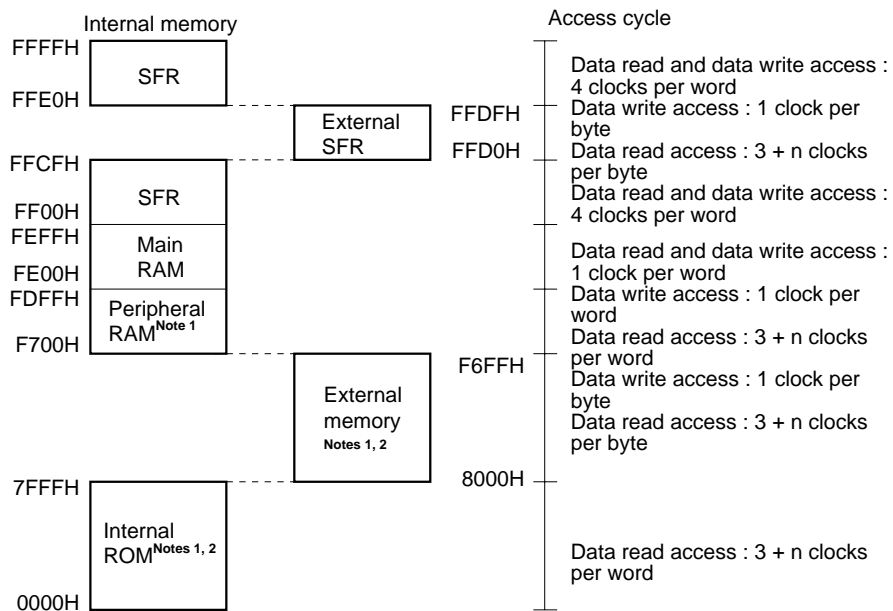 Internal memory
Access cycle
FFFFH
SFR
FFE0H
Data read and data write access :
4 clocks per word
External
SFR
FFDFH
FFD0H
Data write access : 1 clock per
byte
Data read access : 3 + n clocks
per byte
FFCFH
SFR
FF00H
Data read and data write access :
4 clocks per word
FEFFH
Main
RAM
FE00H
Data read and data write access :
1 clock per word
FDFFH
Peripheral
RAM Note 1
F700H
Data write access : 1 clock per
word
Data read access : 3 + n clocks
per word
F6FFH
External
memory
Notes 1, 2
8000H
Data write access : 1 clock per
byte
Data read access : 3 + n clocks
per byte
7FFFH
Internal
ROM Notes 1, 2
0000H
Data read access : 3 + n clocks
per word